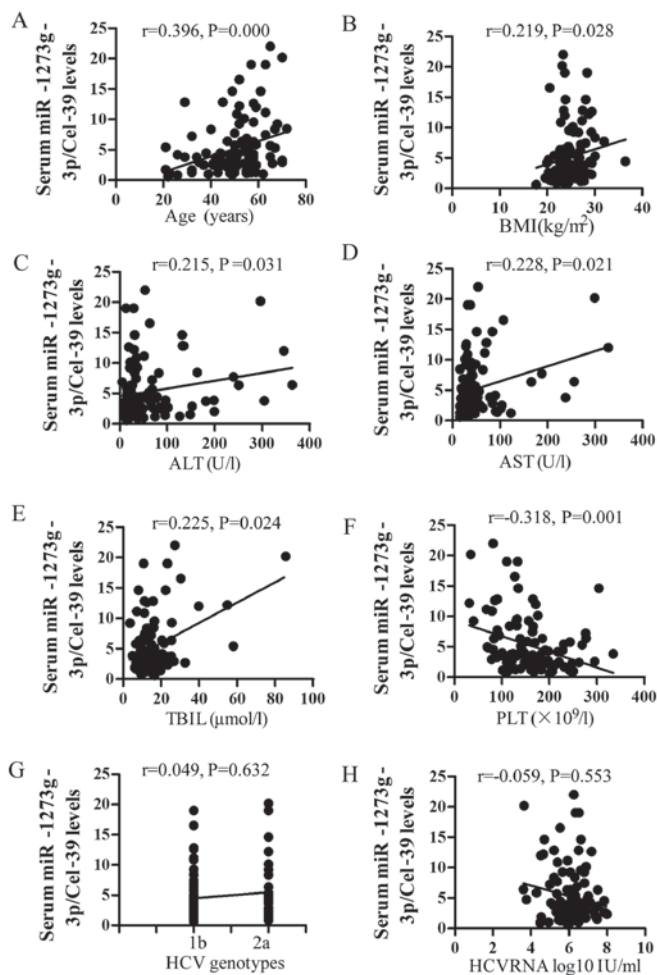 A
r=0.396, P=0.000
Serum miR -1273g-
3p/Cel-39 levels
25
20
15
10
5
0
0 20 40 60 80
Age (years)
B
r=0.219, P=0.028
Serum miR -1273g-
3p/Cel-39 levels
25
20
15
10
5
0
0 10 20 30 40
BMI(kg/m²)
C
r=0.215, P =0.031
Serum miR -1273g-
3p/Cel-39 levels
25
20
15
10
5
0
0 100 200 300 400
ALT (U/l)
D
r=0.228, P=0.021
Serum miR -1273g-
3p/Cel-39 levels
25
20
15
10
5
0
0 100 200 300 400
AST (U/l)
E
r=0.225, P=0.024
Serum miR -1273g-
3p/Cel-39 levels
25
20
15
10
5
0
0 20 40 60 80 100
TBIL (μmol/l)
F
r=-0.318, P=0.001
Serum miR -1273g-
3p/Cel-39 levels
25
20
15
10
5
0
0 100 200 300 400
PLT (×10⁹/l)
G
r=0.049, P=0.632
Serum miR -1273g-
3p/Cel-39 levels
25
20
15
10
5
0
1b 2a
HCV genotypes
H
r=-0.059, P=0.553
Serum miR -1273g-
3p/Cel-39 levels
25
20
15
10
5
0
0 2 4 6 8 10
HCVRNA log10 IU/ml